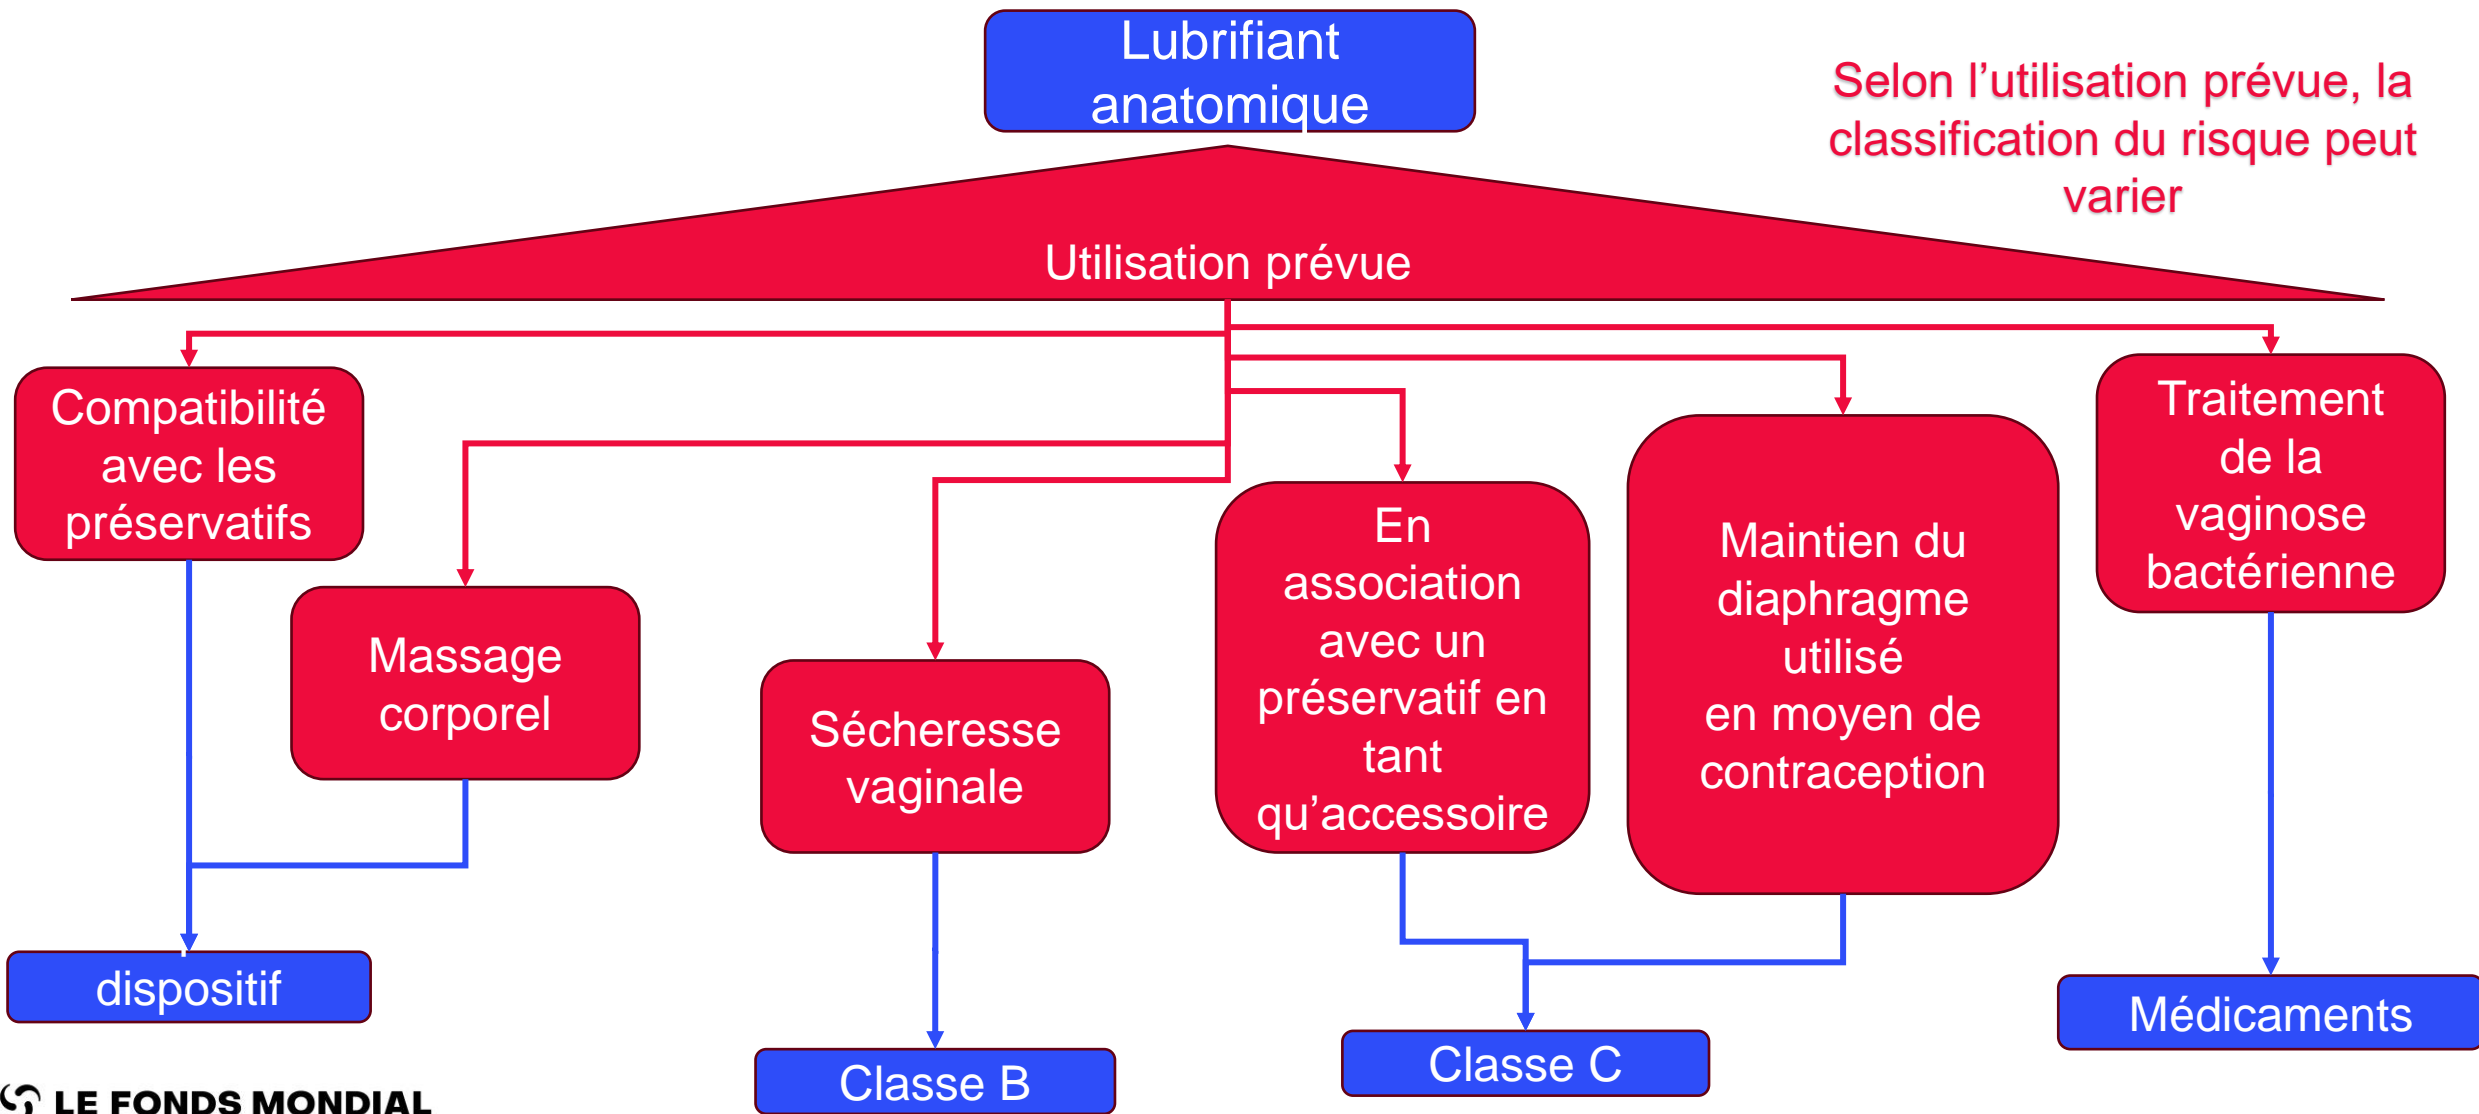 Lubrifiant
anatomique
Selon l’utilisation prévue, la
classification du risque peut
varier
Utilisation prévue
Compatibilité
avec les
préservatifs
Massage
corporel
Sécheresse
vaginale
En
association
avec un
préservatif en
tant
qu’accessoire
Maintien du
diaphragme
utilisé
en moyen de
contraception
Traitement
de la
vaginose
bactérienne
dispositif
Classe B
Classe C
Médicaments
LE FONDS MONDIAL